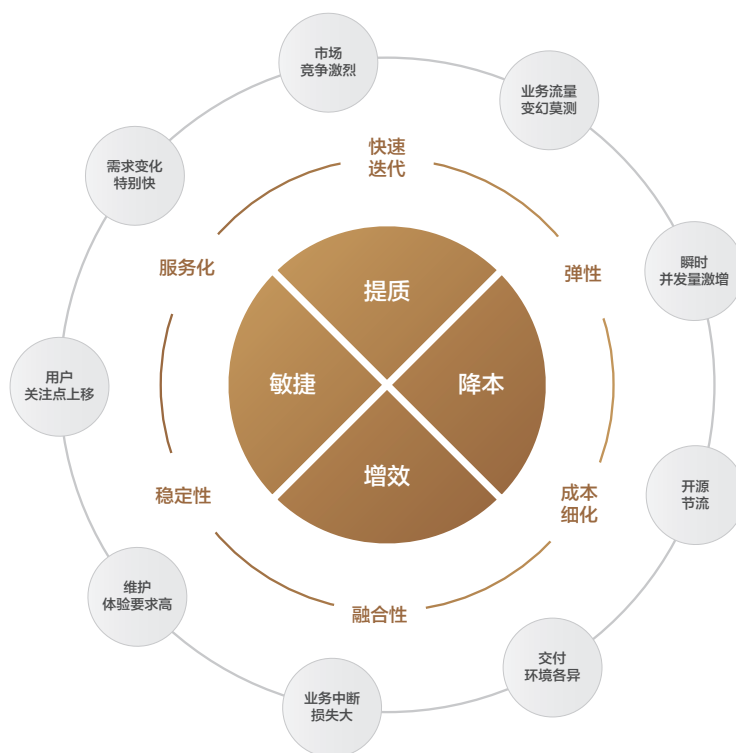 市场
竞争激烈
业务流量
变幻莫测
快速
迭代
需求变化
特别快
服务化
弹性
瞬时
并发量激增
提质
用户
关注点上移
敏捷
降本
增效
稳定性
成本
细化
开源
节流
维护
体验要求高
融合性
交付
环境各异
业务中断
损失大